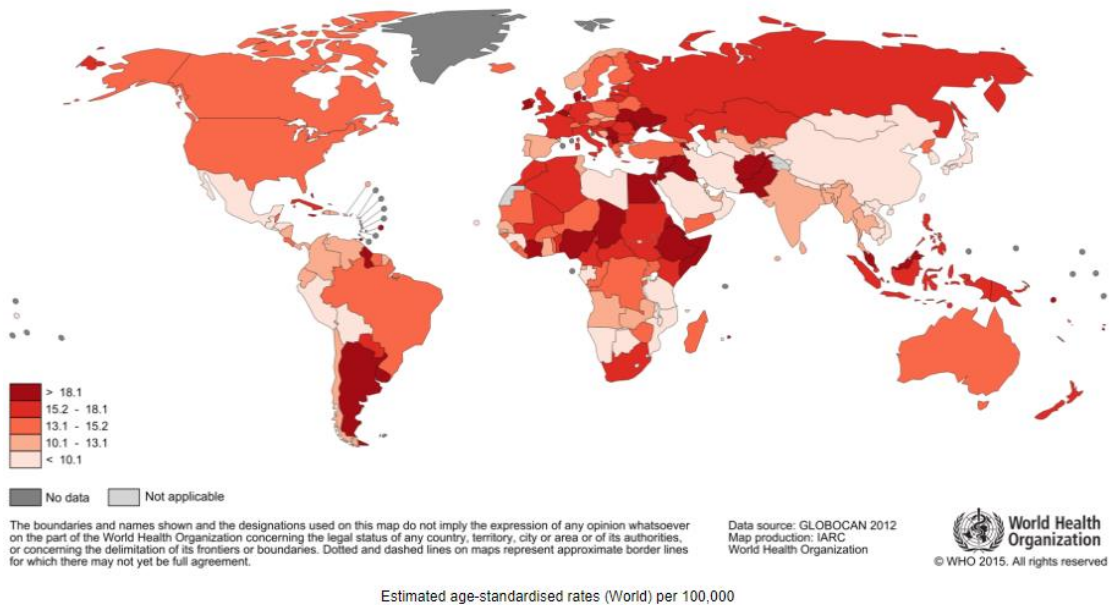 > 18.1
15.2 - 18.1
13.1 - 15.2
10.1 - 13.1
< 10.1
No data
Not applicable
The boundaries and names shown and the designations used on this map do not imply the expression of any opinion whatsoever
on the part of the World Health Organization concerning the legal status of any country, territory, city or area or of its authorities,
or concerning the delimitation of its frontiers or boundaries. Dotted and dashed lines on maps represent approximate border lines
for which there may not yet be full agreement.
Data source: GLOBOCAN 2012
Map production: IARC
World Health Organization
World Health
Organization
© WHO 2015. All rights reserved
Estimated age-standardised rates (World) per 100,000